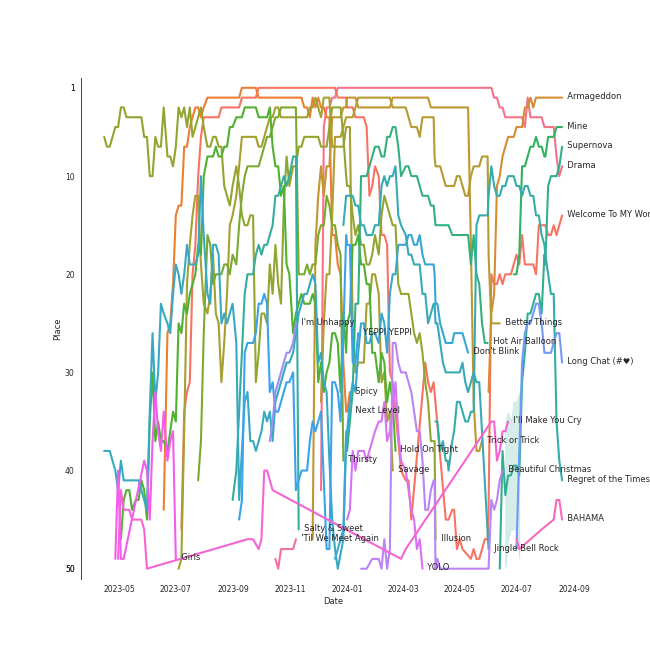 1
Armageddon
Mine
Supernova
Drama
10
Welcome To MY Wor
20
I'm Unhappy
Better Things
YEPPI YEPPI
Hot Air Balloon
Don't Blink
Long Chat (#♥)
30
Spicy
Next Level
I'll Make You Cry
Trick or Trick
Hold On Tight
Thirsty
40
Savage
Beautiful Christmas
Regret of the Times
BAHAMA
Salty & Sweet
'Til We Meet Again
Illusion
Jingle Bell Rock
Girls
YOLO
50
Place
2023-05
2023-07
2023-09
2023-11
2024-01
2024-03
2024-05
2024-07
2024-09
Date